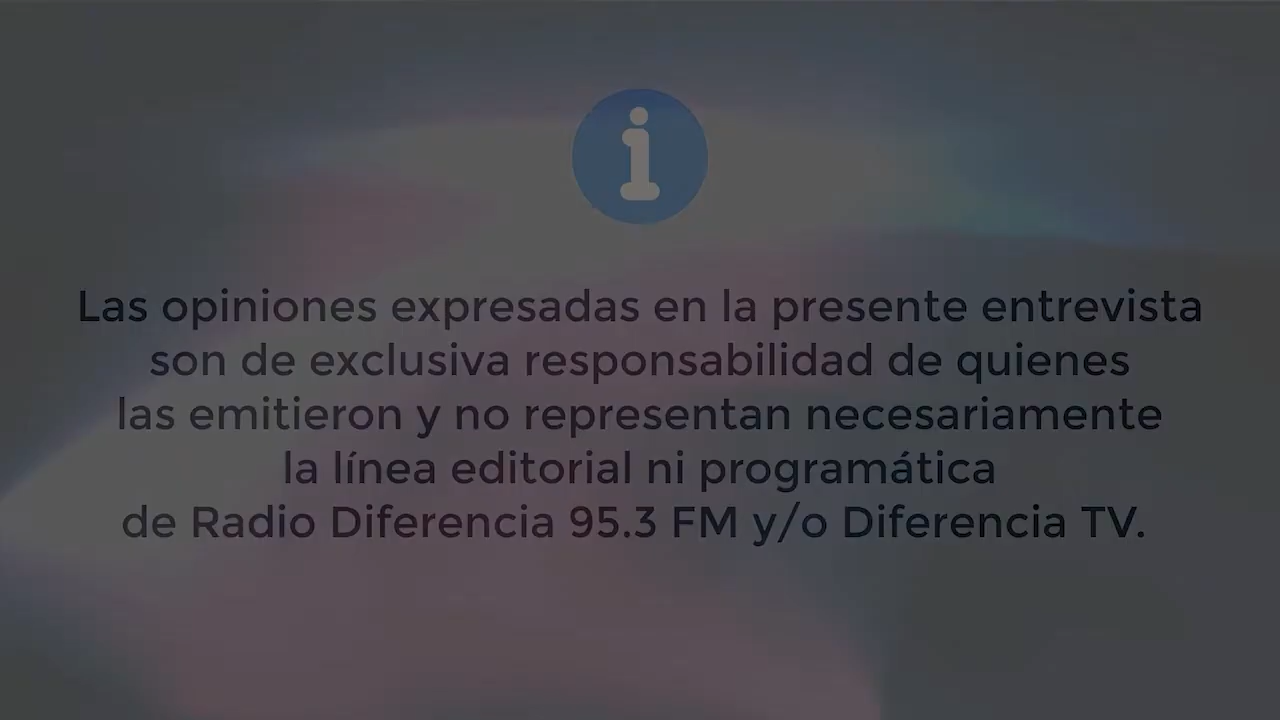 Las opiniones expresadas en la presente entrevista
son de exclusiva responsabilidad de quienes
las emitieron y no representan necesariamente
la línea editorial ni programática
de Radio Diferencia 95.3 FM y/o Diferencia TV.